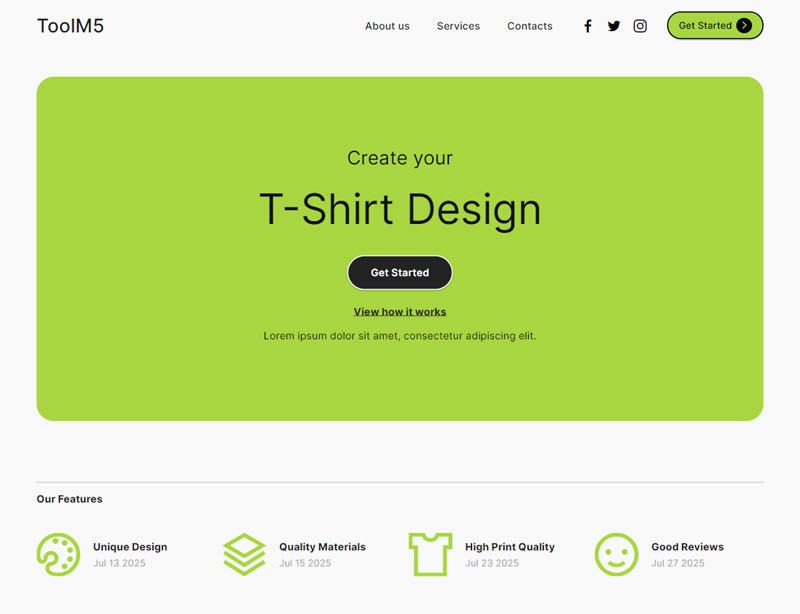 ToolM5
About us Services Contacts Get Started
Create your
T-Shirt Design
Get Started
View how it works
Lorem ipsum dolor sit amet, consectetur adipiscing elit.
Our Features
Unique Design
Jul 13 2025
Quality Materials
Jul 15 2025
High Print Quality
Jul 23 2025
Good Reviews
Jul 27 2025